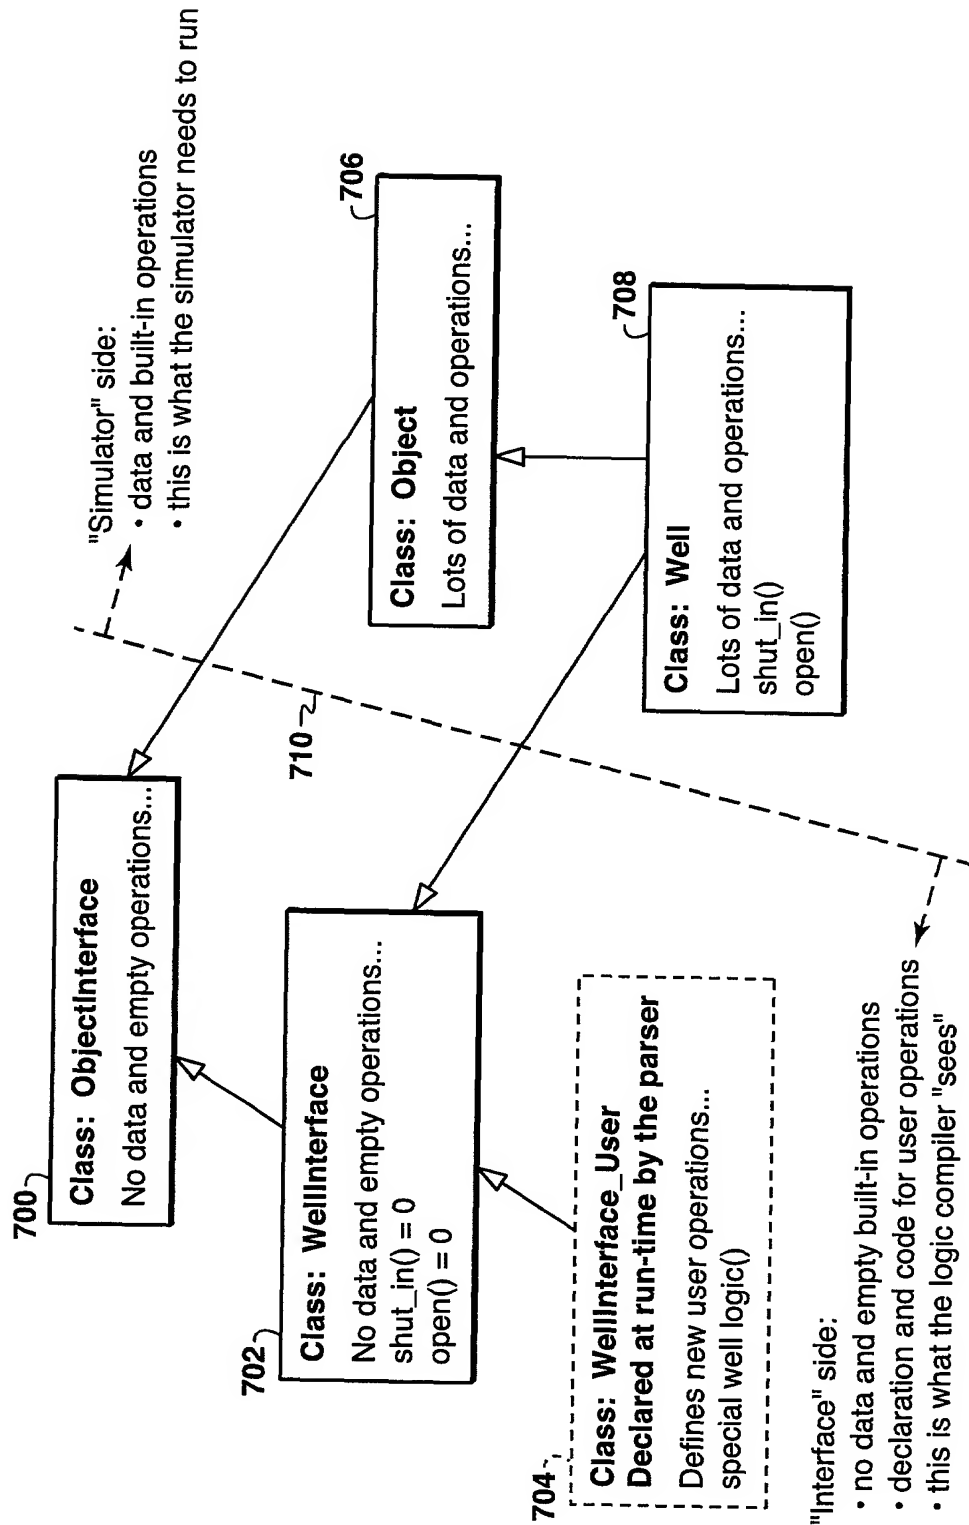 700
Class: ObjectInterface
No data and empty operations...
"Simulator" side:
• data and built-in operations
• this is what the simulator needs to run
710
702
Class: WellInterface
No data and empty operations...
shut_in() = 0
open() = 0
706
Class: Object
Lots of data and operations...
704
Class: WellInterface_User
Declared at run-time by the parser
Defines new user operations...
special well logic()
708
Class: Well
Lots of data and operations...
shut_in()
open()
"Interface" side:
• no data and empty built-in operations
• declaration and code for user operations
• this is what the logic compiler "sees"